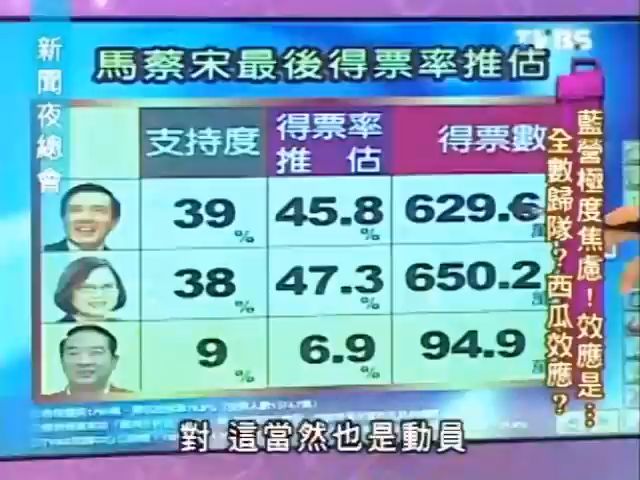 TVBS
新聞夜總會
馬蔡宋最後得票率推估
支持度 得票率推估 得票數
39% 45.8% 629.6萬
38% 47.3% 650.2萬
9% 6.9% 94.9萬
藍營極度焦慮!效應是…
全數歸隊?西瓜效應?
對 這當然也是動員